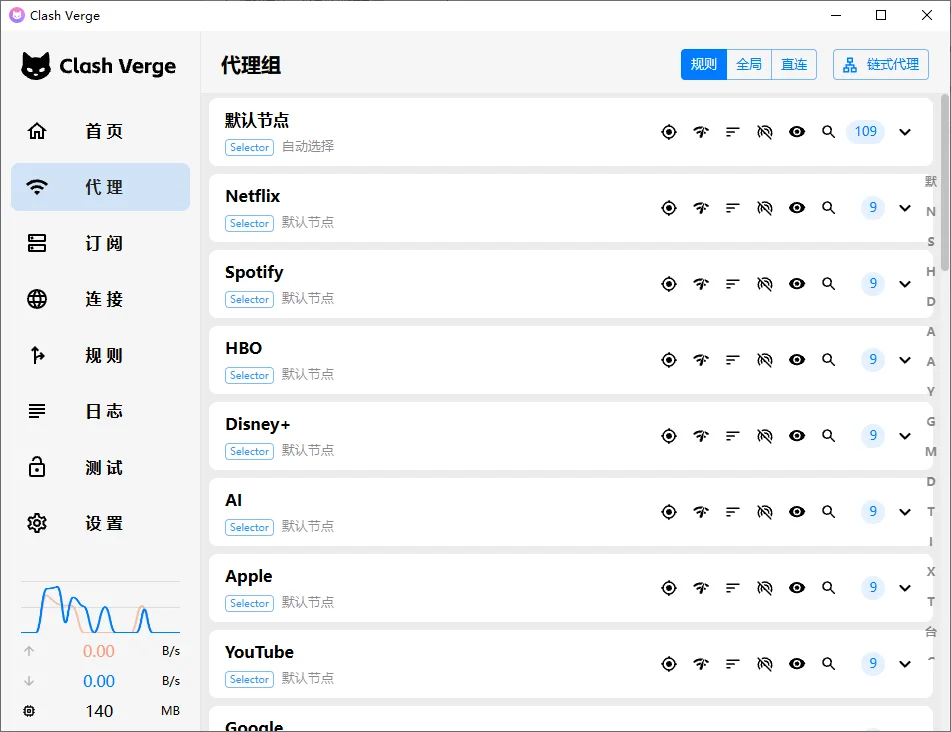 Clash Verge
Clash Verge
首页
代理
订阅
连接
规则
日志
测试
设置
0.00 B/s
0.00 B/s
140 MB
代理组
规则 全局 直连 链式代理
默认节点
Selector 自动选择
109
Netflix
Selector 默认节点
9
Spotify
Selector 默认节点
9
HBO
Selector 默认节点
9
Disney+
Selector 默认节点
9
AI
Selector 默认节点
9
Apple
Selector 默认节点
9
YouTube
Selector 默认节点
9
Google
默
N
S
H
D
A
A
Y
G
M
D
T
I
X
T
台